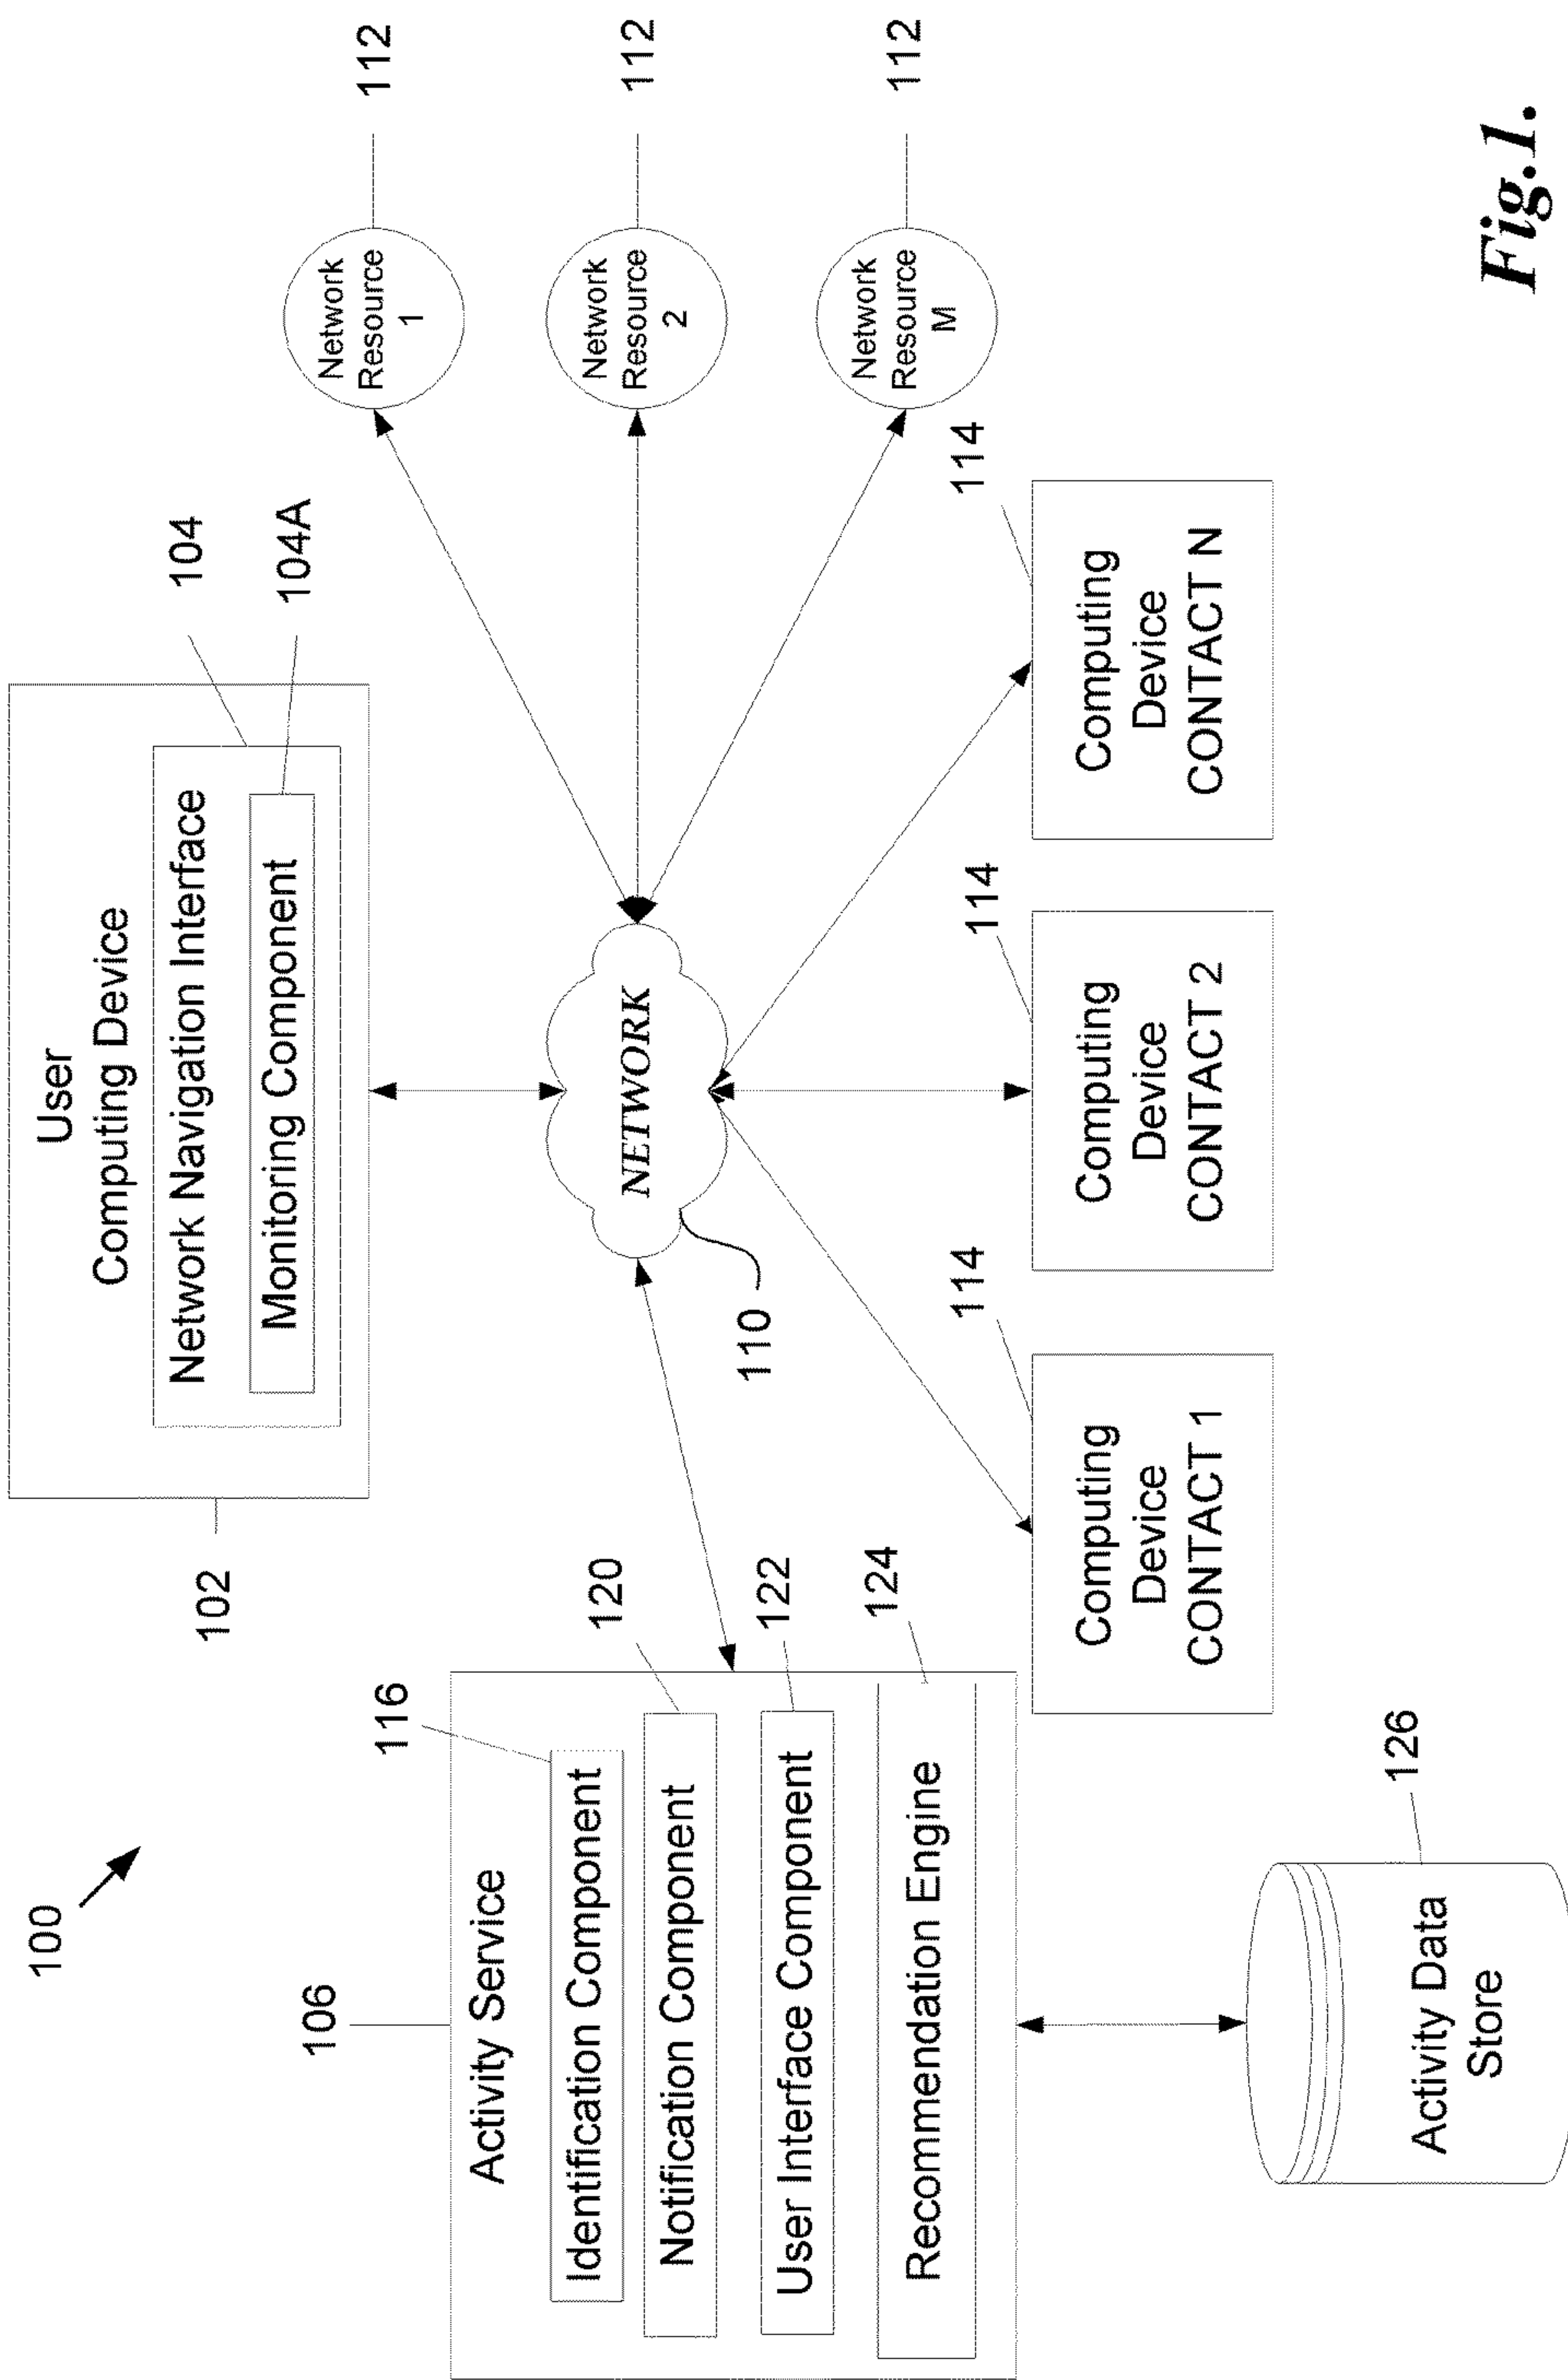 100
106
Activity Service
116
Identification Component
120
Notification Component
122
User Interface Component
124
Recommendation Engine
126
Activity Data
Store
102
User
Computing Device
Network Navigation Interface
104
Monitoring Component
104A
NETWORK
110
Network
Resource
1
112
Network
Resource
2
112
Network
Resource
M
112
114
Computing
Device
CONTACT 1
114
Computing
Device
CONTACT 2
114
Computing
Device
CONTACT N
Fig.1.